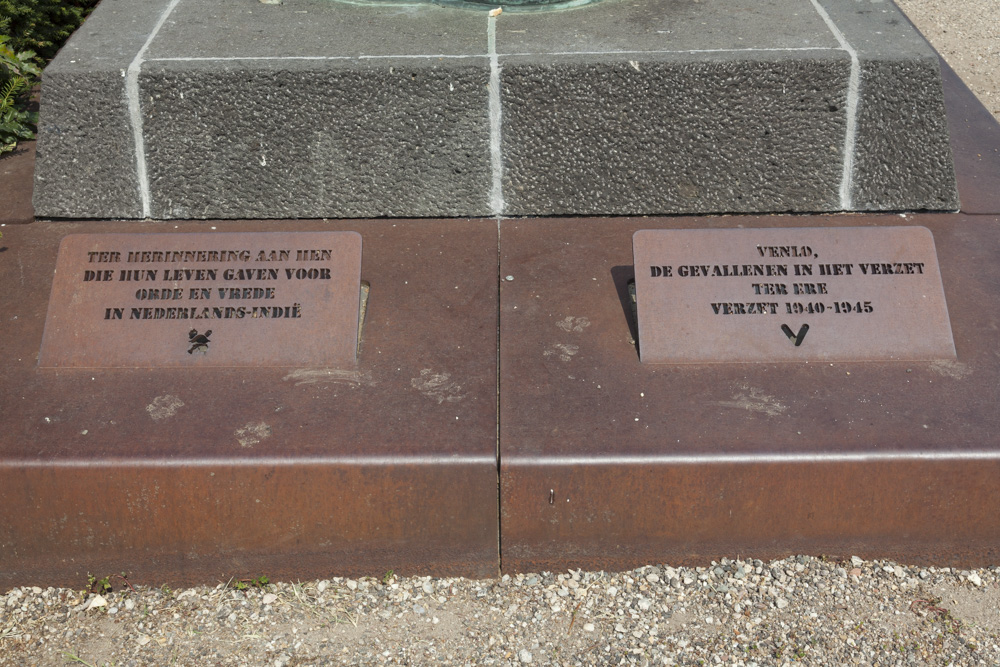 TER HERINNERING AAN HEN
DIE HUN LEVEN GAVEN VOOR
ORDE EN VREDE
IN NEDERLANDS-INDIË
VENLO,
DE GEVALLENEN IN HET VERZET
TER ERE
VERZET 1940-1945